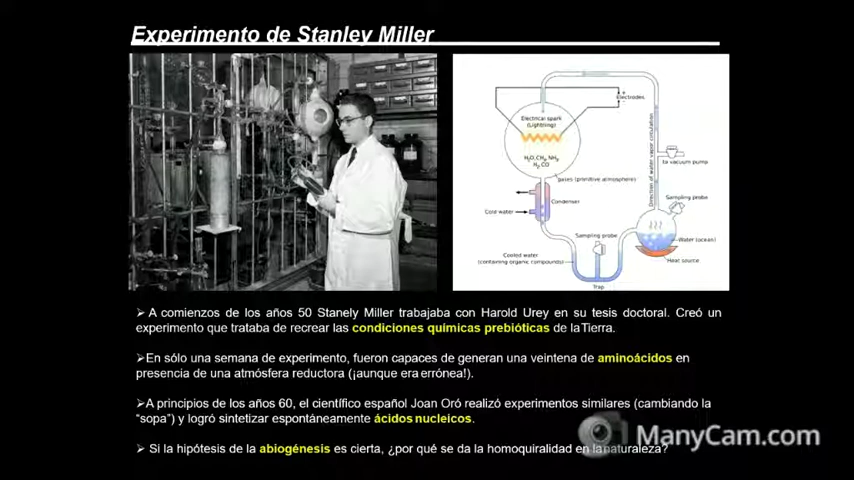 Experimento de Stanley Miller
Electrodes
Electrical spark
(Lightning)
H₂O, CH₄, NH₃
H₂, CO
gases (primitive atmosphere)
Direction of water vapor circulation
to vacuum pump
Condenser
Cold water
Sampling probe
Sampling probe
Water (ocean)
Heat source
Cooled water
(containing organic compounds)
Trap
➢ A comienzos de los años 50 Stanely Miller trabajaba con Harold Urey en su tesis doctoral. Creó un
experimento que trataba de recrear las condiciones químicas prebióticas de la Tierra.
➢En sólo una semana de experimento, fueron capaces de generan una veintena de aminoácidos en
presencia de una atmósfera reductora (¡aunque era errónea!).
➢A principios de los años 60, el científico español Joan Oró realizó experimentos similares (cambiando la
“sopa”) y logró sintetizar espontáneamente ácidos nucleicos.
➢ Si la hipótesis de la abiogénesis es cierta, ¿por qué se da la homoquiralidad en la naturaleza?
ManyCam.com